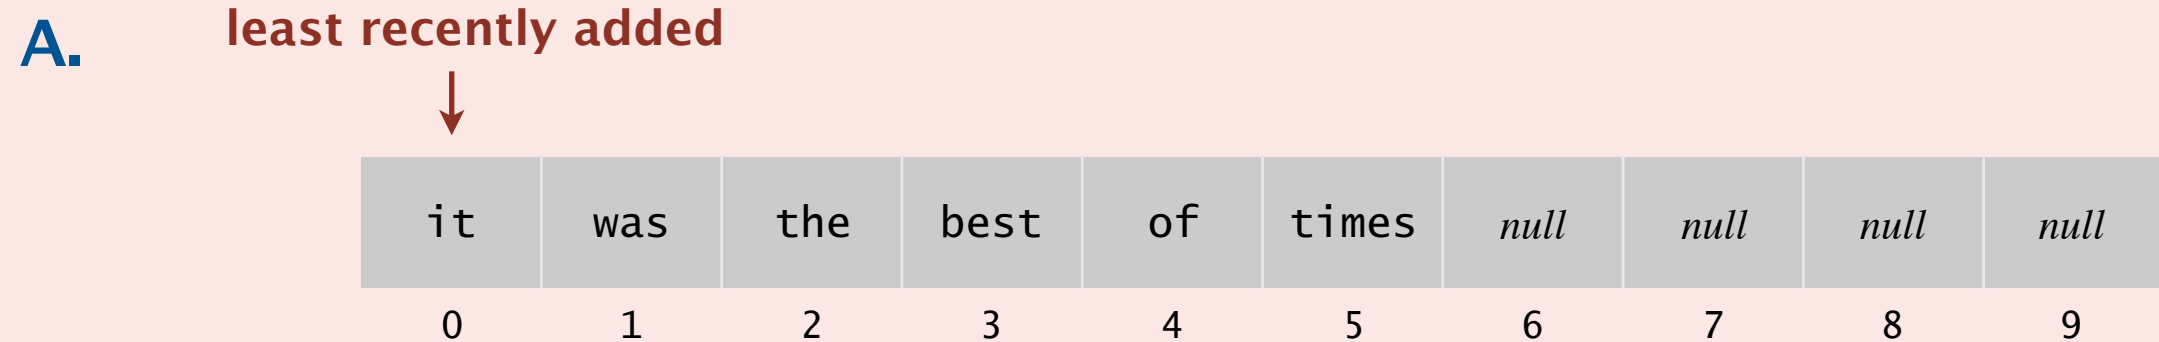 A.
least recently added
it was the best of times null null null null
0 1 2 3 4 5 6 7 8 9